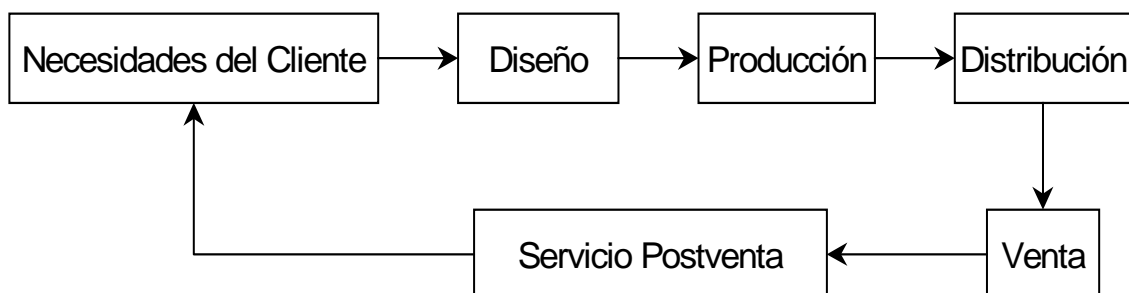 Necesidades del Cliente
Diseño
Producción
Distribución
Venta
Servicio Postventa